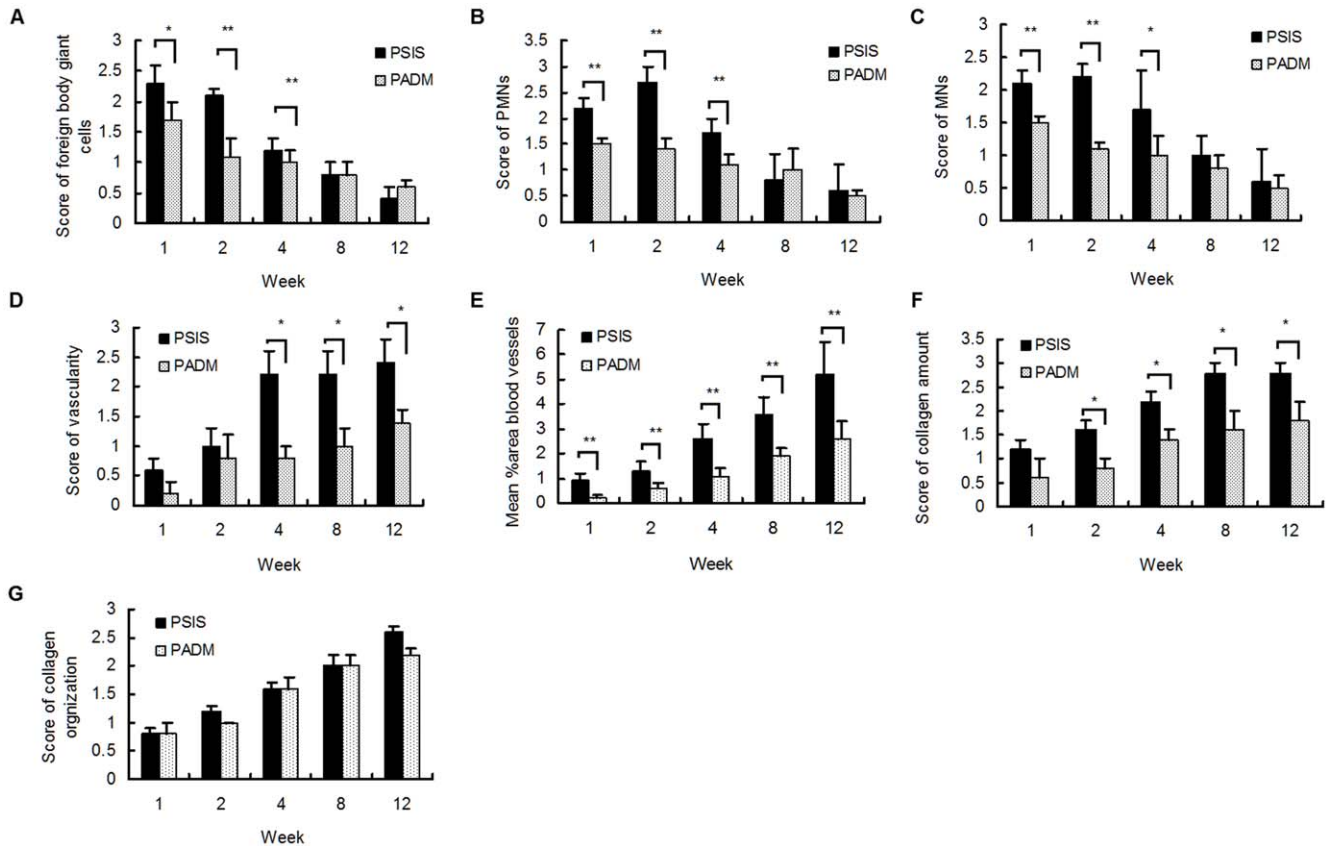 A
Score of foreign body giant
cells
3
2.5
2
1.5
1
0.5
0
*
**
**
PSIS
PADM
1 2 4 8 12
Week
B
Score of PMNs
3.5
3
2.5
2
1.5
1
0.5
0
**
**
**
PSIS
PADM
1 2 4 8 12
Week
C
Score of MNs
3
2.5
2
1.5
1
0.5
0
**
**
*
PSIS
PADM
1 2 4 8 12
Week
D
Score of vascularity
3
2.5
2
1.5
1
0.5
0
PSIS
PADM
*
*
*
1 2 4 8 12
Week
E
Mean %area blood vessels
7
6
5
4
3
2
1
0
PSIS
PADM
**
**
**
**
**
1 2 4 8 12
Week
F
Score of collagen amount
3.5
3
2.5
2
1.5
1
0.5
0
PSIS
PADM
*
*
*
*
1 2 4 8 12
Week
G
Score of collagen
orgnization
3
2.5
2
1.5
1
0.5
0
PSIS
PADM
1 2 4 8 12
Week